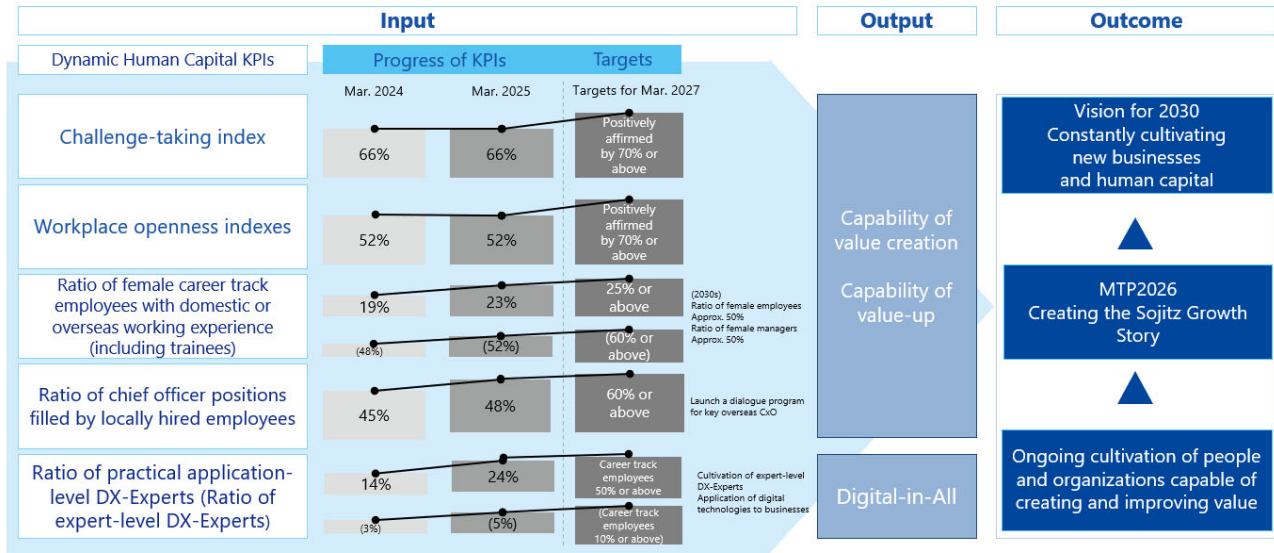 Input
Output
Outcome
Dynamic Human Capital KPIs
Progress of KPIs
Targets
Mar. 2024
Mar. 2025
Targets for Mar. 2027
Challenge-taking index
66%
66%
Positively
affirmed
by 70% or
above
Workplace openness indexes
52%
52%
Positively
affirmed
by 70% or
above
Ratio of female career track
employees with domestic or
overseas working experience
(including trainees)
19%
23%
25% or
above
(48%)
(52%)
(60% or
above)
(2030s)
Ratio of female employees
Approx. 50%
Ratio of female managers
Approx. 50%
Ratio of chief officer positions
filled by locally hired employees
45%
48%
60% or
above
Launch a dialogue program
for key overseas CxO
Ratio of practical application-
level DX-Experts (Ratio of
expert-level DX-Experts)
14%
24%
Career track
employees
50% or above
(3%)
(5%)
(Career track
employees
10% or above)
Cultivation of expert-level
DX-Experts
Application of digital
technologies to businesses
Capability of
value creation
Capability of
value-up
Digital-in-All
Vision for 2030
Constantly cultivating
new businesses
and human capital
MTP2026
Creating the Sojitz Growth
Story
Ongoing cultivation of people
and organizations capable of
creating and improving value